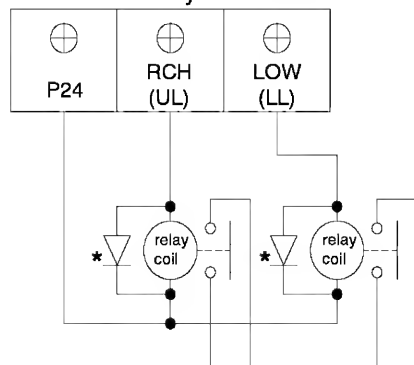 P24
RCH
(UL)
LOW
(LL)
*
relay
coil
*
relay
coil